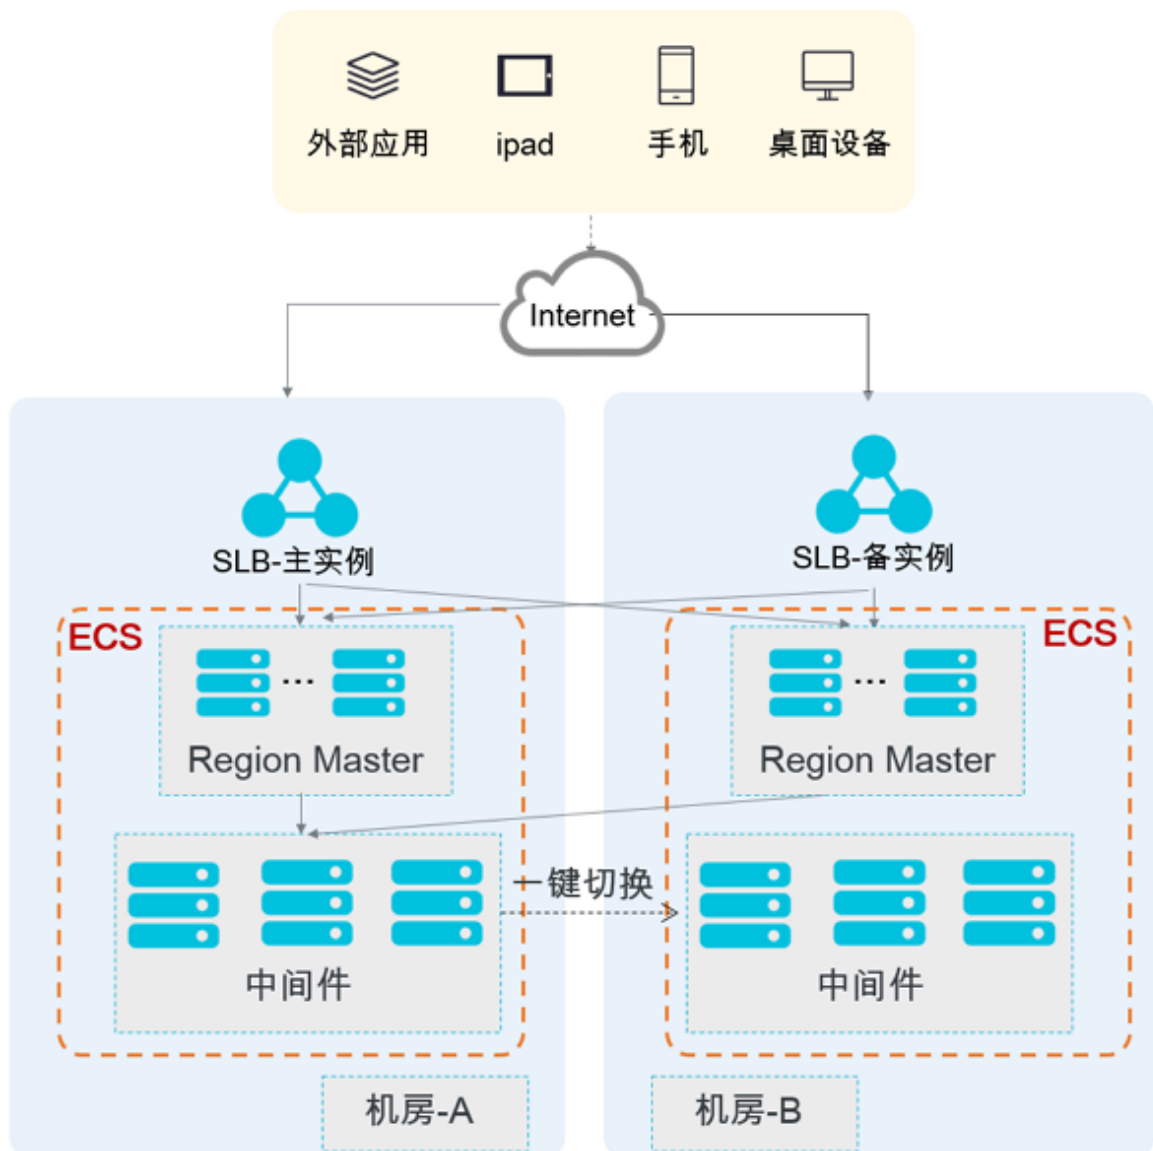 外部应用
ipad
手机
桌面设备
Internet
SLB-主实例
SLB-备实例
ECS
ECS
...
...
Region Master
Region Master
一键切换
中间件
中间件
机房-A
机房-B